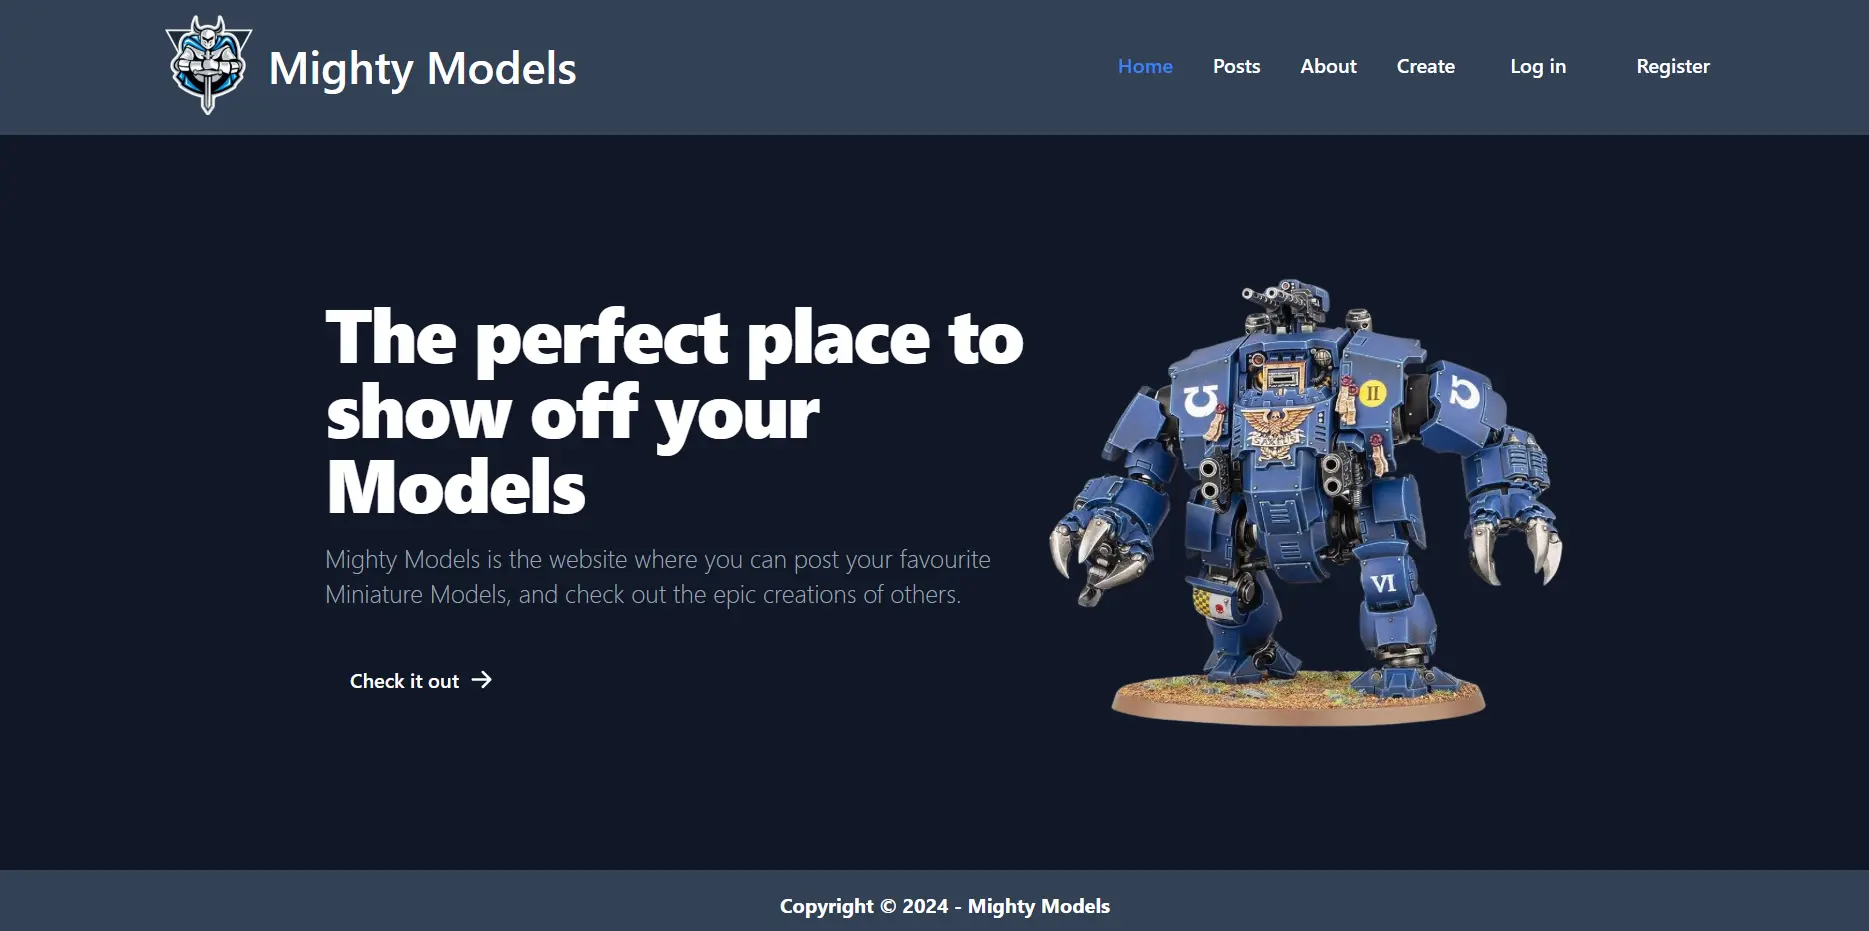 Mighty Models
Home Posts About Create Log in Register
The perfect place to
show off your
Models
Mighty Models is the website where you can post your favourite
Miniature Models, and check out the epic creations of others.
Check it out →
II
VI
Copyright © 2024 - Mighty Models